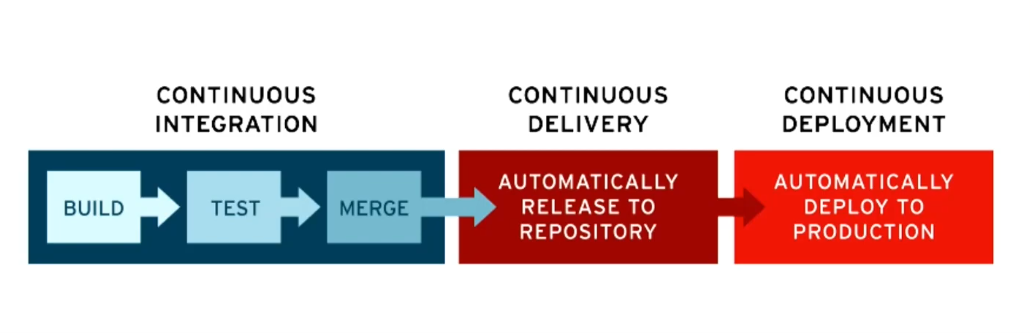 CONTINUOUS
INTEGRATION
CONTINUOUS
DELIVERY
CONTINUOUS
DEPLOYMENT
BUILD
TEST
MERGE
AUTOMATICALLY
RELEASE TO
REPOSITORY
AUTOMATICALLY
DEPLOY TO
PRODUCTION